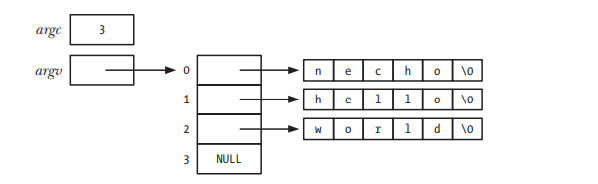 argc 3
argv 0 n e c h o \0
1 h e l l o \0
2 w o r l d \0
3 NULL